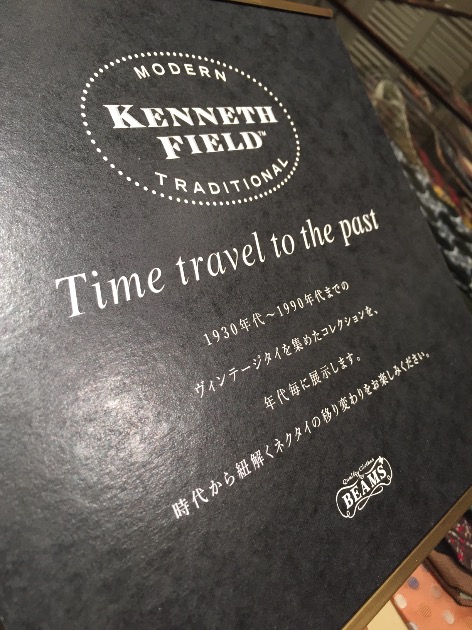 MODERN
KENNETH
FIELD™
TRADITIONAL
Time travel to the past
1930年代〜1990年代までの
ヴィンテージタイを集めたコレクションを、
年代毎に展示します。
時代から紐解くネクタイの移り変わりをお楽しみください。
Quality Clothes
BEAMS